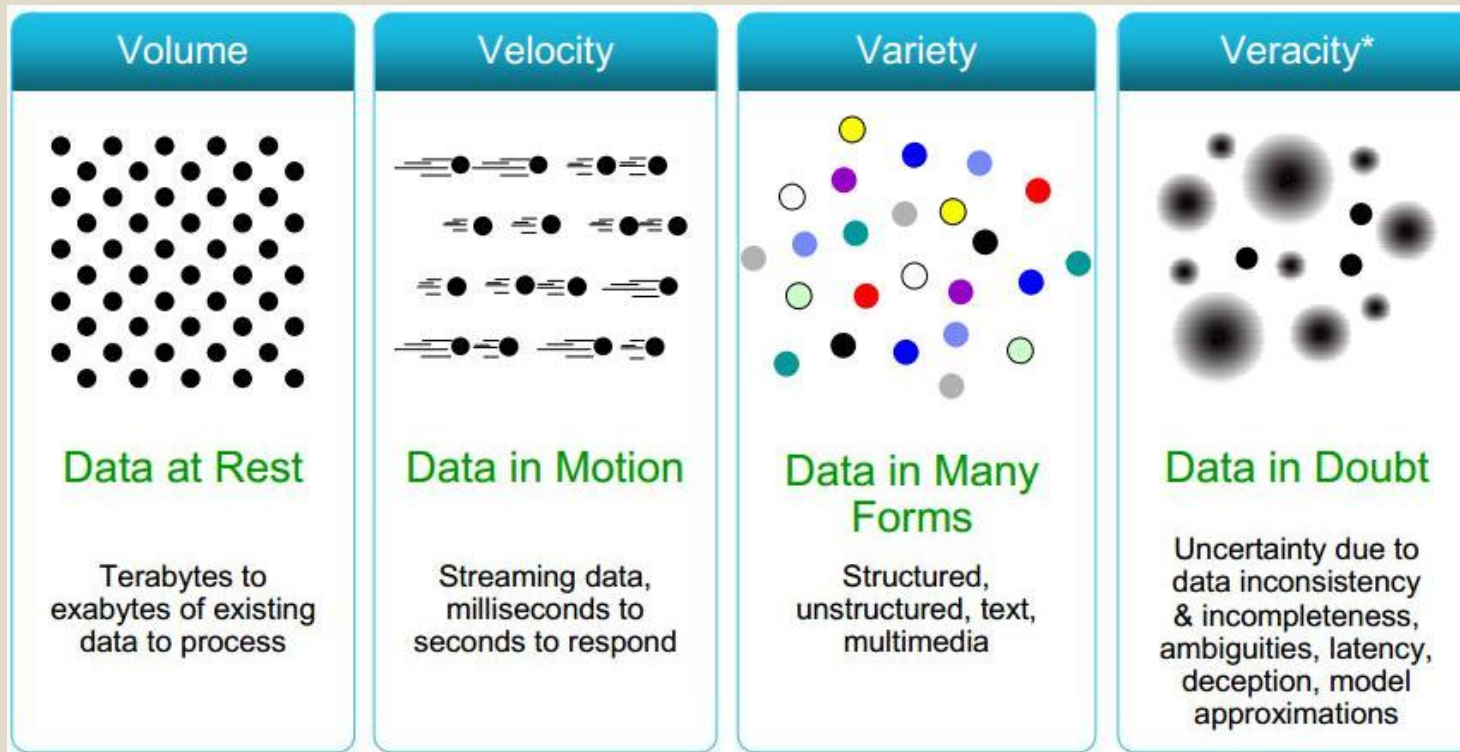 Volume
Data at Rest
Terabytes to
exabytes of existing
data to process
Velocity
Data in Motion
Streaming data,
milliseconds to
seconds to respond
Variety
Data in Many
Forms
Structured,
unstructured, text,
multimedia
Veracity*
Data in Doubt
Uncertainty due to
data inconsistency
& incompleteness,
ambiguities, latency,
deception, model
approximations